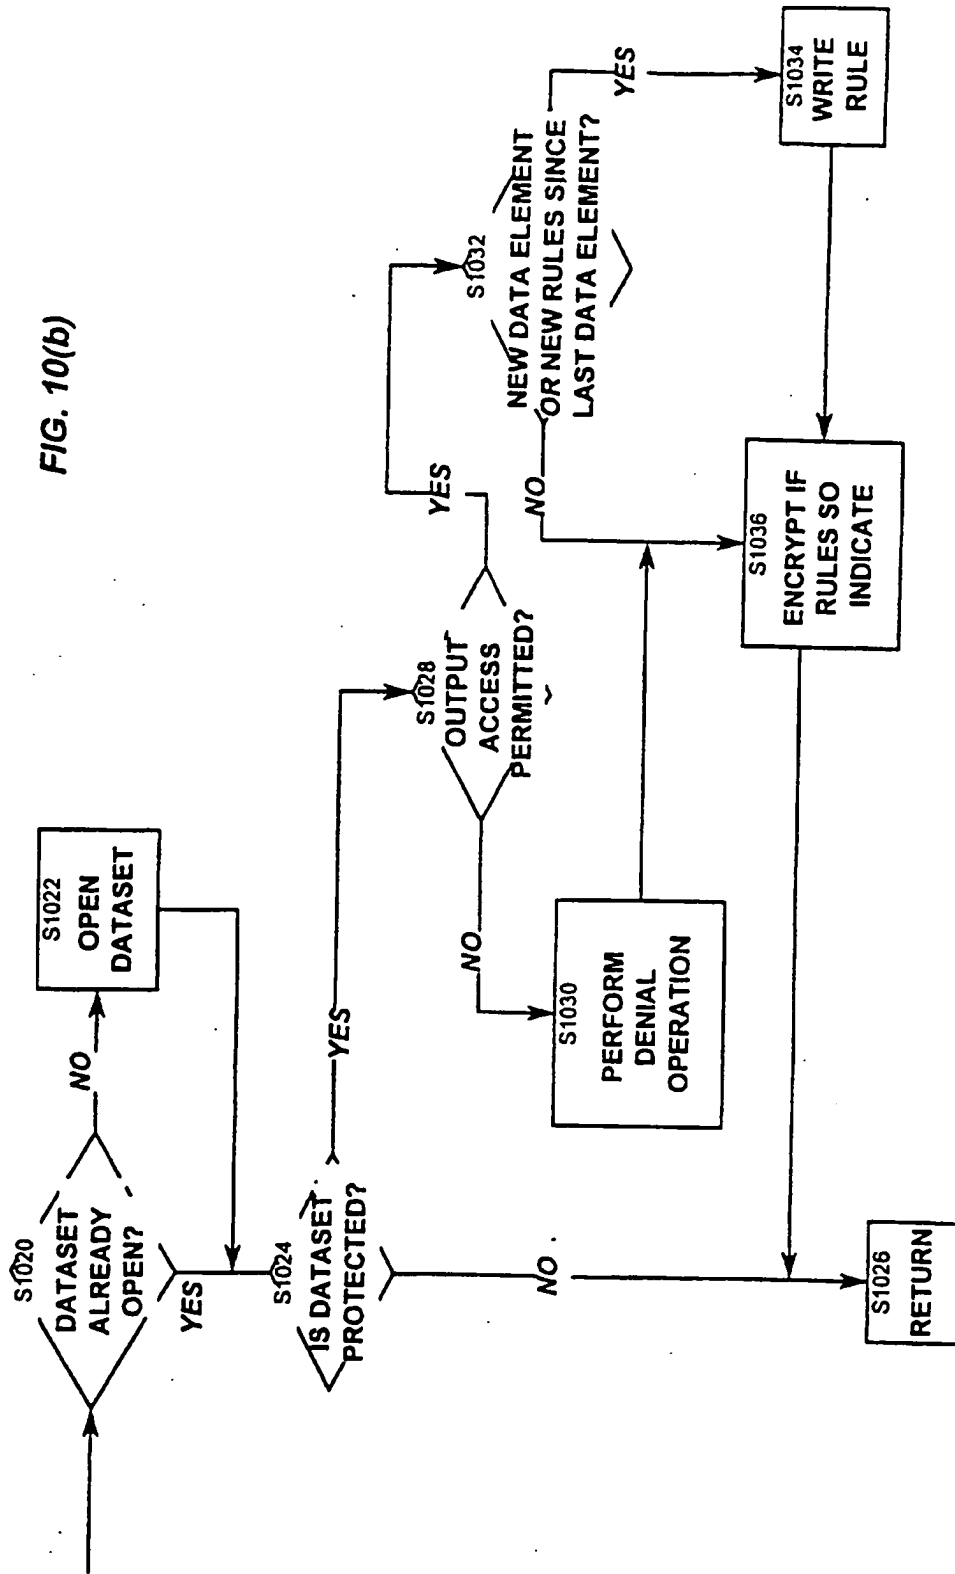 FIG. 10(b)
S1020
DATASET
ALREADY
OPEN?
NO
YES
S1022
OPEN
DATASET
S1024
IS DATASET
PROTECTED?
YES
NO
S1026
RETURN
S1028
OUTPUT
ACCESS
PERMITTED?
NO
YES
S1030
PERFORM
DENIAL
OPERATION
S1032
NEW DATA ELEMENT
OR NEW RULES SINCE
LAST DATA ELEMENT?
NO
YES
S1034
WRITE
RULE
S1036
ENCRYPT IF
RULES SO
INDICATE